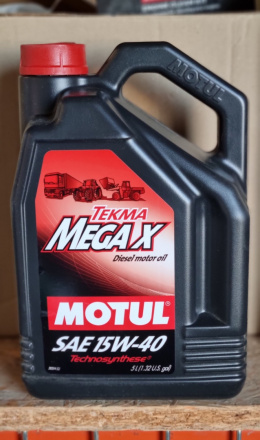 MOTUL
TEKMA
MEGA X
Diesel motor oil
MOTUL®
SAE 15W-40
Technosynthese®
5 L (1.32 U.S. gal)